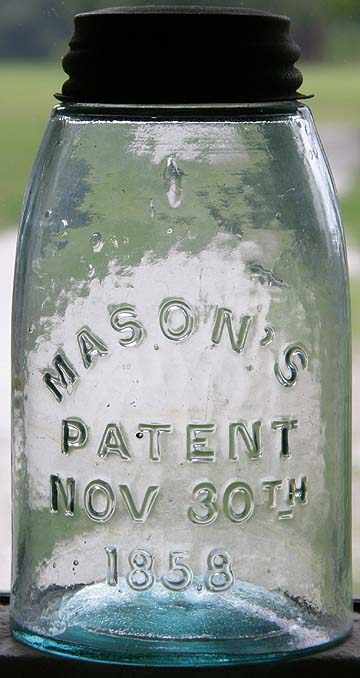 MASON'S
PATENT
NOV 30TH
1858